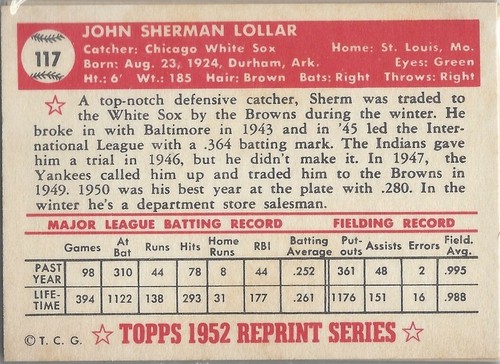 117
JOHN SHERMAN LOLLAR
Catcher: Chicago White Sox Home: St. Louis, Mo.
Born: Aug. 23, 1924, Durham, Ark. Eyes: Green
Ht.: 6' Wt.: 185 Hair: Brown Bats: Right Throws: Right
A top-notch defensive catcher, Sherm was traded to
the White Sox by the Browns during the winter. He
broke in with Baltimore in 1943 and in '45 led the Inter-
national League with a .364 batting mark. The Indians gave
him a trial in 1946, but he didn't make it. In 1947, the
Yankees called him up and traded him to the Browns in
1949. 1950 was his best year at the plate with .280. In the
winter he's a department store salesman.
MAJOR LEAGUE BATTING RECORD FIELDING RECORD
Games At Bat Runs Hits Home Runs RBI Batting Average Put-outs Assists Errors Field. Avg.
PAST YEAR 98 310 44 78 8 44 .252 361 48 2 .995
LIFE-TIME 394 1122 138 293 31 177 .261 1176 151 16 .988
© T. C. G. TOPPS 1952 REPRINT SERIES